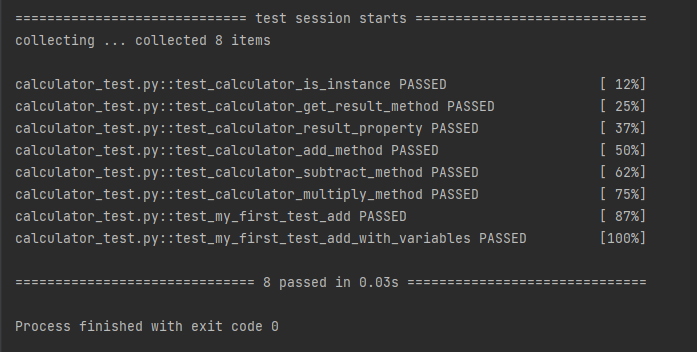 ============================= test session starts =============================
collecting ... collected 8 items
calculator_test.py::test_calculator_is_instance PASSED [ 12%]
calculator_test.py::test_calculator_get_result_method PASSED [ 25%]
calculator_test.py::test_calculator_result_property PASSED [ 37%]
calculator_test.py::test_calculator_add_method PASSED [ 50%]
calculator_test.py::test_calculator_subtract_method PASSED [ 62%]
calculator_test.py::test_calculator_multiply_method PASSED [ 75%]
calculator_test.py::test_my_first_test_add PASSED [ 87%]
calculator_test.py::test_my_first_test_add_with_variables PASSED [100%]
============================== 8 passed in 0.03s ==============================
Process finished with exit code 0